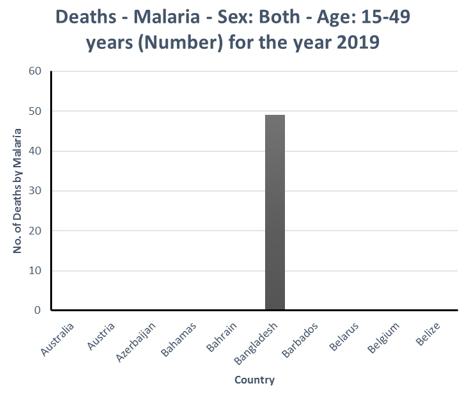 Deaths - Malaria - Sex: Both - Age: 15-49
years (Number) for the year 2019
No. of Deaths by Malaria
60
50
40
30
20
10
0
Australia
Austria
Azerbaijan
Bahamas
Bahrain
Bangladesh
Barbados
Belarus
Belgium
Belize
Country